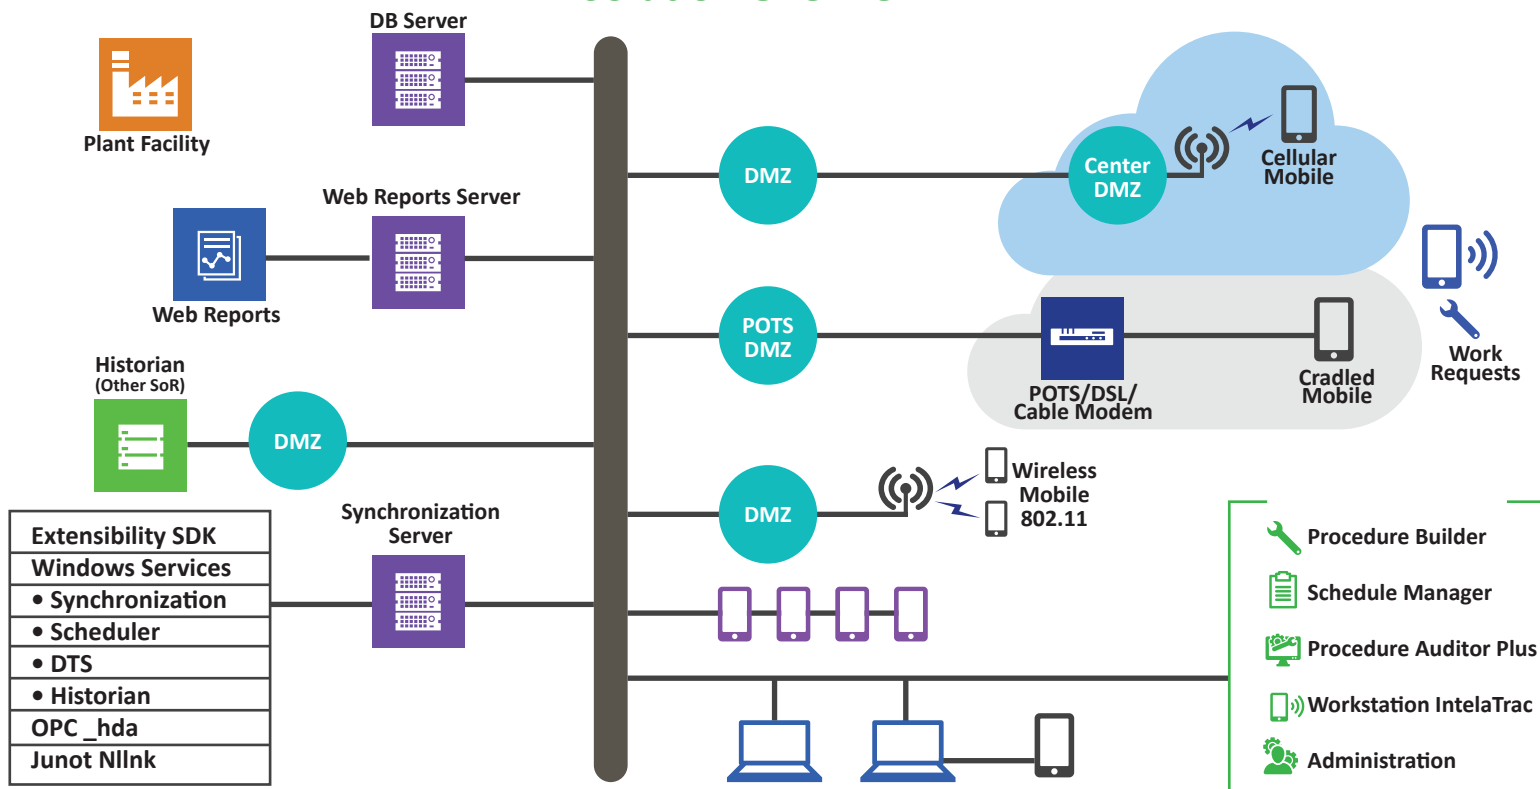 DB Server
Plant Facility
Web Reports Server
Web Reports
Historian
(Other SoR)
DMZ
Synchronization
Server
Extensibility SDK
Windows Services
• Synchronization
• Scheduler
• DTS
• Historian
OPC _hda
Junot Nllnk
DMZ
Center
DMZ
Cellular
Mobile
POTS
DMZ
POTS/DSL/
Cable Modem
Cradled
Mobile
Work
Requests
DMZ
Wireless
Mobile
802.11
Procedure Builder
Schedule Manager
Procedure Auditor Plus
Workstation IntelaTrac
Administration